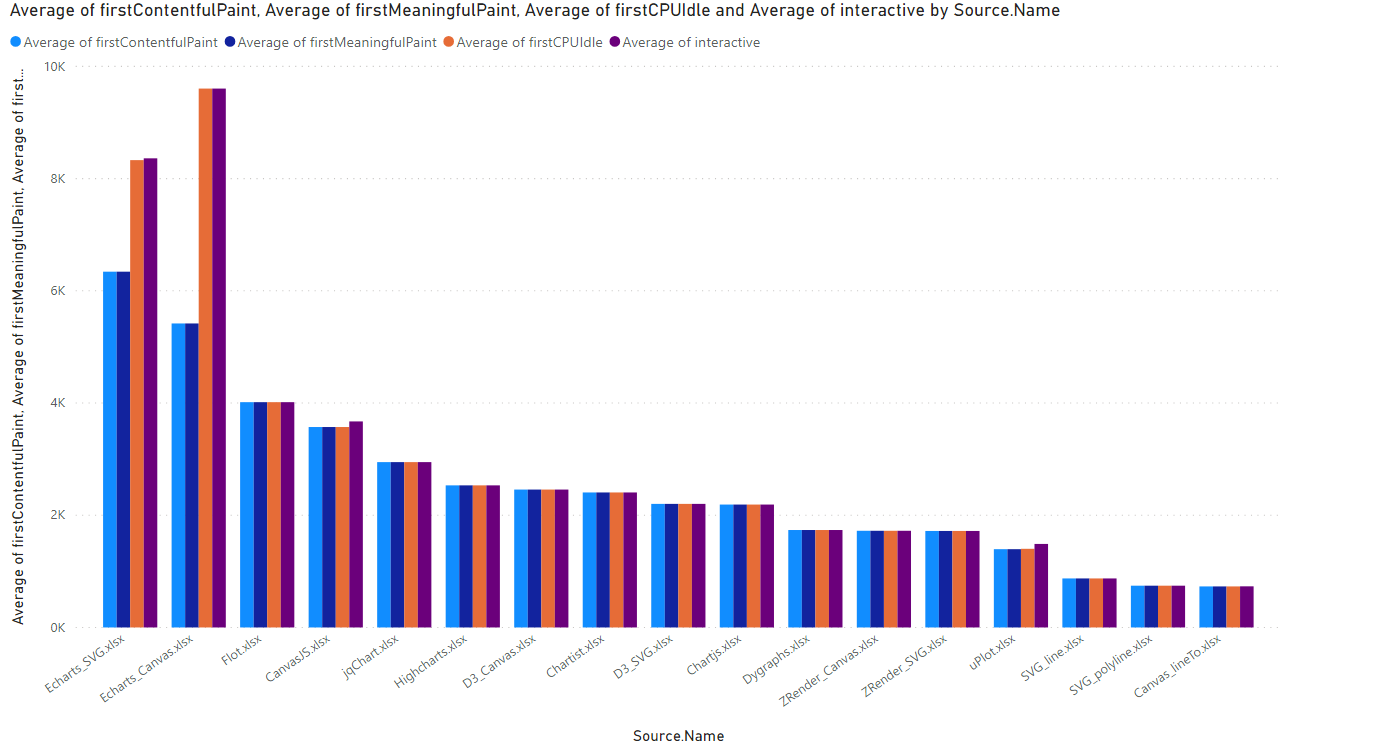 Average of firstContentfulPaint, Average of firstMeaningfulPaint, Average of firstCPUIdle and Average of interactive by Source.Name
Average of firstContentfulPaint Average of firstMeaningfulPaint Average of firstCPUIdle Average of interactive
Average of firstContentfulPaint, Average of firstMeaningfulPaint, Average of first...
10K
8K
6K
4K
2K
0K
Echarts_SVG.xlsx
Echarts_Canvas.xlsx
Flot.xlsx
CanvasJS.xlsx
jqChart.xlsx
Highcharts.xlsx
D3_Canvas.xlsx
Chartist.xlsx
D3_SVG.xlsx
Chartjs.xlsx
Dygraphs.xlsx
ZRender_Canvas.xlsx
ZRender_SVG.xlsx
uPlot.xlsx
SVG_line.xlsx
SVG_polyline.xlsx
Canvas_lineTo.xlsx
Source.Name